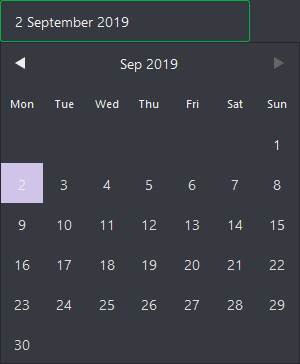 2 September 2019
Sep 2019
Mon Tue Wed Thu Fri Sat Sun
1
2 3 4 5 6 7 8
9 10 11 12 13 14 15
16 17 18 19 20 21 22
23 24 25 26 27 28 29
30